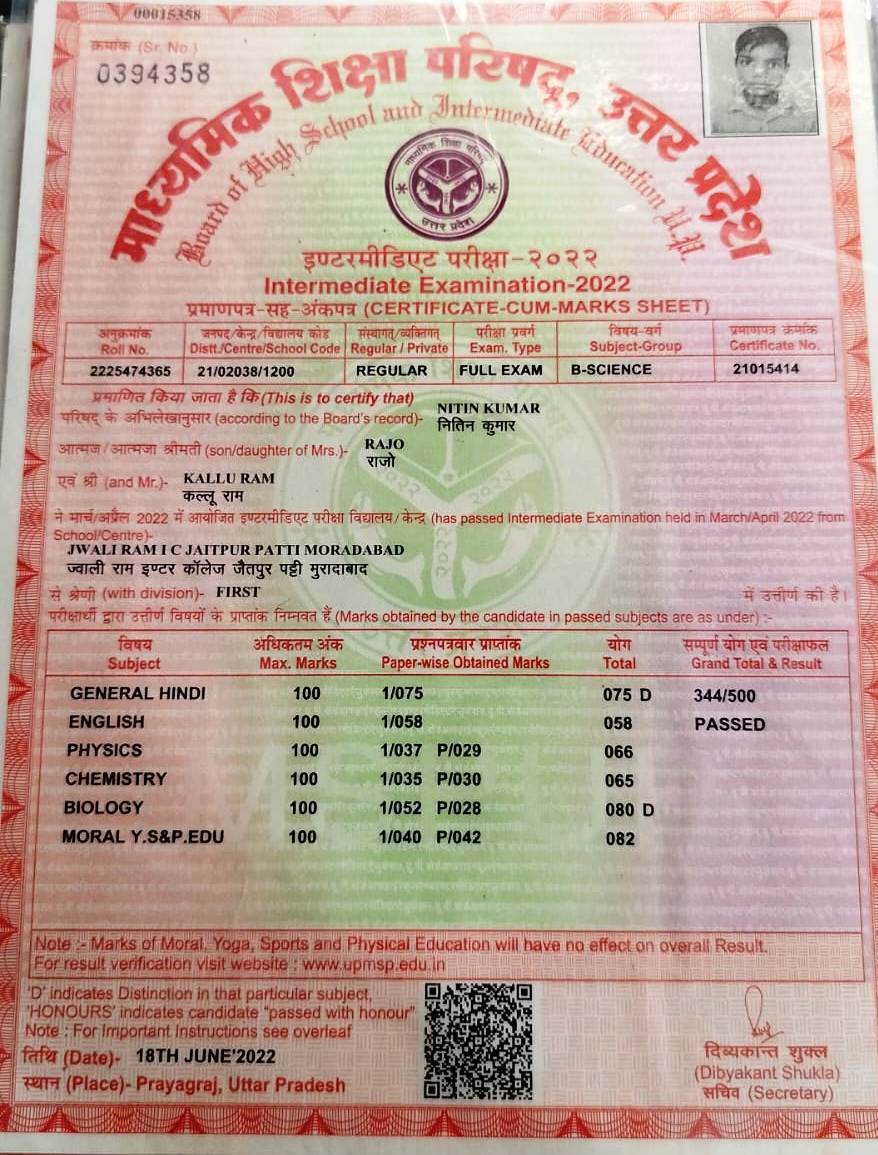 00015358
क्रमांक (Sr. No.)
0394358
माध्यमिक शिक्षा परिषद्, उत्तर प्रदेश
Board of High School and Intermediate Education U.P.
माध्यमिक शिक्षा परिषद्
उत्तर प्रदेश
इण्टरमीडिएट परीक्षा-२०२२
Intermediate Examination-2022
प्रमाणपत्र-सह-अंकपत्र (CERTIFICATE-CUM-MARKS SHEET)
अनुक्रमांक जनपद/केन्द्र/विद्यालय कोड संस्थागत/व्यक्तिगत परीक्षा प्रवर्ग विषय-वर्ग प्रमाणपत्र क्रमांक
Roll No. Distt./Centre/School Code Regular / Private Exam. Type Subject-Group Certificate No.
2225474365 21/02038/1200 REGULAR FULL EXAM B-SCIENCE 21015414
प्रमाणित किया जाता है कि (This is to certify that)
NITIN KUMAR
परिषद् के अभिलेखानुसार (according to the Board's record)- नितिन कुमार
RAJO
आत्मज/आत्मजा श्रीमती (son/daughter of Mrs.)- राजो
एवं श्री (and Mr.)- KALLU RAM
कल्लू राम
ने मार्च/अप्रैल 2022 में आयोजित इण्टरमीडिएट परीक्षा विद्यालय/केन्द्र (has passed Intermediate Examination held in March/April 2022 from
School/Centre)-
JWALI RAM I C JAITPUR PATTI MORADABAD
ज्वाली राम इण्टर कॉलेज जैतपुर पट्टी मुरादाबाद
से श्रेणी (with division)- FIRST में उत्तीर्ण की है।
परीक्षार्थी द्वारा उत्तीर्ण विषयों के प्राप्तांक निम्नवत हैं (Marks obtained by the candidate in passed subjects are as under) :-
विषय अधिकतम अंक प्रश्नपत्रवार प्राप्तांक योग सम्पूर्ण योग एवं परीक्षाफल
Subject Max. Marks Paper-wise Obtained Marks Total Grand Total & Result
GENERAL HINDI 100 1/075 075 D 344/500
ENGLISH 100 1/058 058 PASSED
PHYSICS 100 1/037 P/029 066
CHEMISTRY 100 1/035 P/030 065
BIOLOGY 100 1/052 P/028 080 D
MORAL Y.S&P.EDU 100 1/040 P/042 082
Note :- Marks of Moral, Yoga, Sports and Physical Education will have no effect on overall Result.
For result verification visit website : www.upmsp.edu.in
'D' indicates Distinction in that particular subject,
'HONOURS' indicates candidate "passed with honour"
Note : For Important Instructions see overleaf
तिथि (Date)- 18TH JUNE'2022
स्थान (Place)- Prayagraj, Uttar Pradesh
दिव्यकान्त शुक्ल
(Dibyakant Shukla)
सचिव (Secretary)